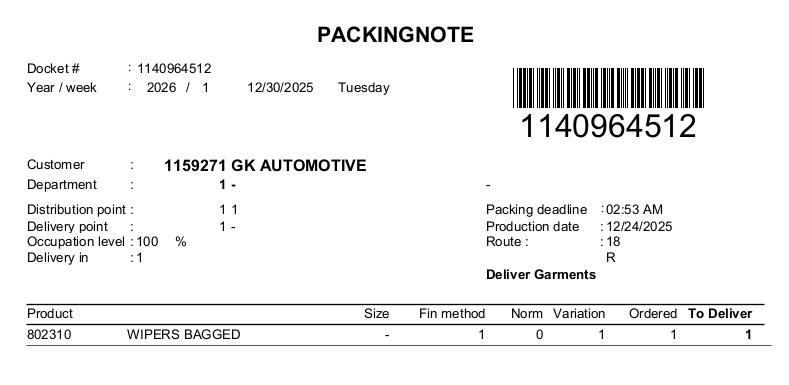 PACKINGNOTE
Docket # : 1140964512
Year / week : 2026 / 1 12/30/2025 Tuesday
1140964512
Customer : 1159271 GK AUTOMOTIVE
Department : 1 - -
Distribution point : 1 1 Packing deadline : 02:53 AM
Delivery point : 1 - Production date : 12/24/2025
Occupation level : 100 % Route : : 18
Delivery in : 1 R
Deliver Garments
Product Size Fin method Norm Variation Ordered To Deliver
802310 WIPERS BAGGED - 1 0 1 1 1